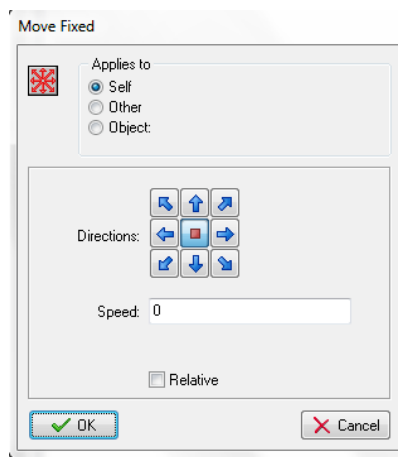 Move Fixed
Applies to
Self
Other
Object:
Directions:
Speed: 0
Relative
OK
Cancel